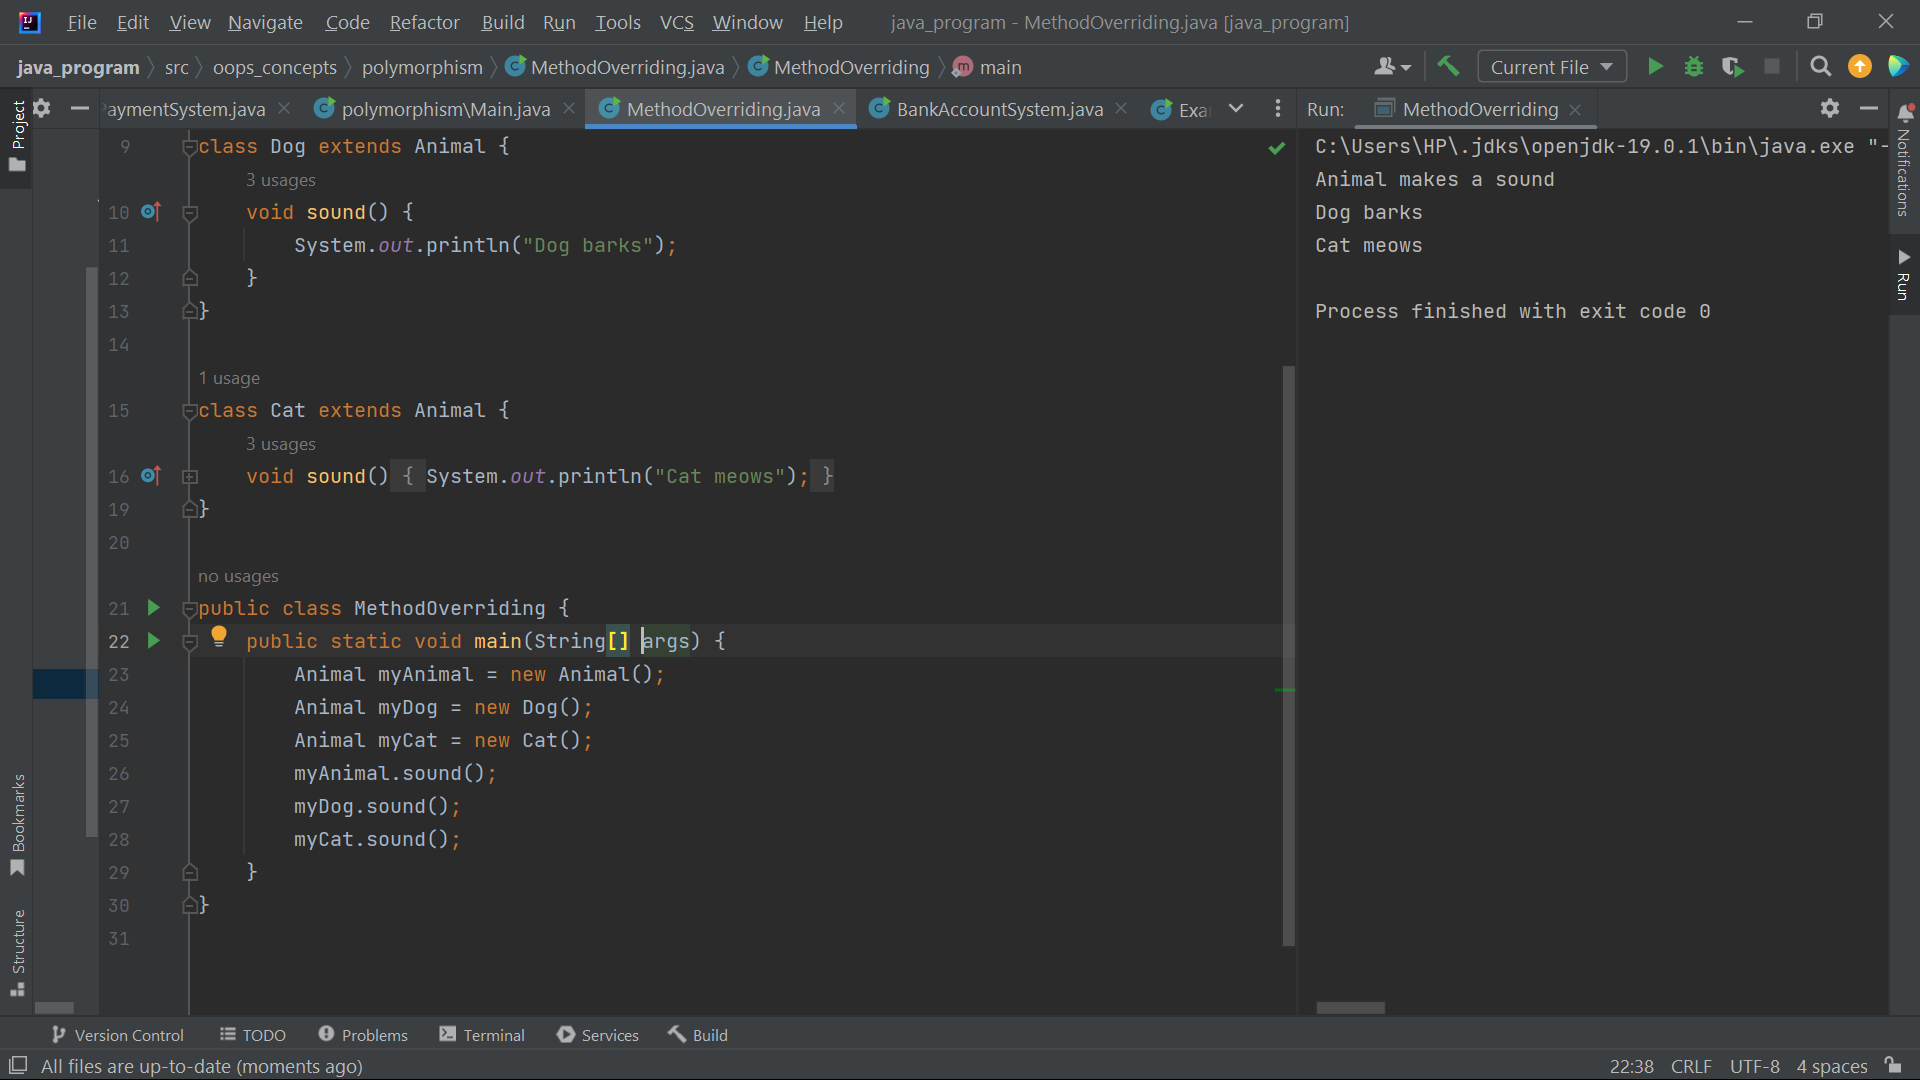 File Edit View Navigate Code Refactor Build Run Tools VCS Window Help java_program - MethodOverriding.java [java_program]
java_program src oops_concepts polymorphism MethodOverriding.java MethodOverriding main Current File
aymentSystem.java polymorphism\Main.java MethodOverriding.java BankAccountSystem.java Exa
Project
Bookmarks
Structure
9 class Dog extends Animal {
3 usages
10 void sound() {
11 System.out.println("Dog barks");
12 }
13 }
14
1 usage
15 class Cat extends Animal {
3 usages
16 void sound() { System.out.println("Cat meows"); }
19 }
20
no usages
21 public class MethodOverriding {
22 public static void main(String[] args) {
23 Animal myAnimal = new Animal();
24 Animal myDog = new Dog();
25 Animal myCat = new Cat();
26 myAnimal.sound();
27 myDog.sound();
28 myCat.sound();
29 }
30 }
31
Run: MethodOverriding
C:\Users\HP\.jdks\openjdk-19.0.1\bin\java.exe "-
Animal makes a sound
Dog barks
Cat meows
Process finished with exit code 0
Notifications
Run
Version Control TODO Problems Terminal Services Build
All files are up-to-date (moments ago) 22:38 CRLF UTF-8 4 spaces